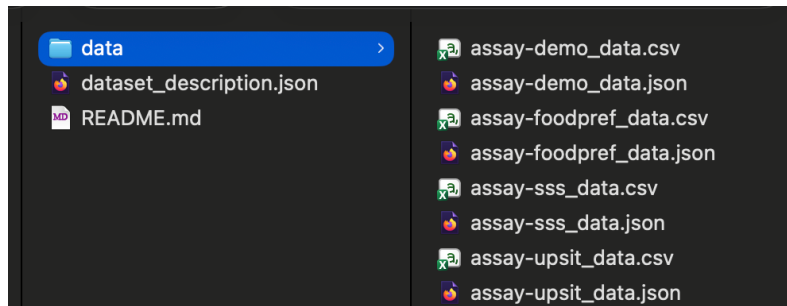 data
dataset_description.json
README.md
assay-demo_data.csv
assay-demo_data.json
assay-foodpref_data.csv
assay-foodpref_data.json
assay-sss_data.csv
assay-sss_data.json
assay-upsit_data.csv
assay-upsit_data.json